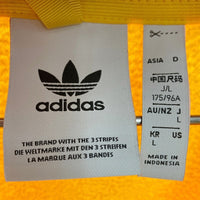 adidas
THE BRAND WITH THE 3 STRIPES
DIE WELTMARKE MIT DEN 3 STREIFEN
LA MARQUE AUX 3 BANDES
ASIA D
中国尺码
J/L
175/96A
AU/NZ J
L L
KR US
L L
MADE IN
INDONESIA